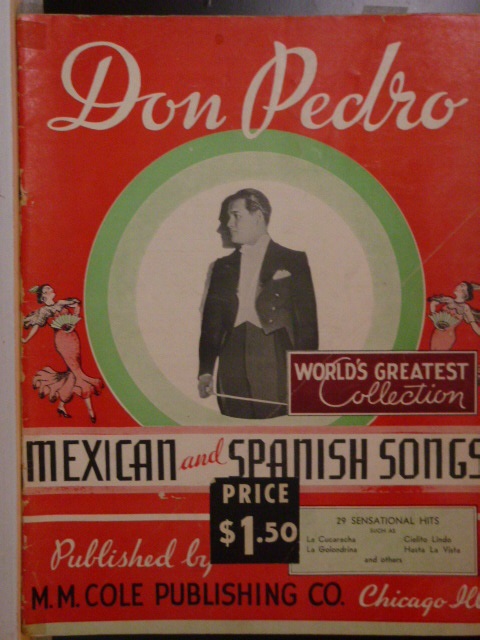 Don Pedro
WORLD'S GREATEST
Collection
MEXICAN and SPANISH SONGS
PRICE
$1.50
29 SENSATIONAL HITS
SUCH AS
La Cucaracha Cielito Lindo
La Golondrina Hasta La Vista
and others
Published by
M. M. COLE PUBLISHING CO. Chicago Ill